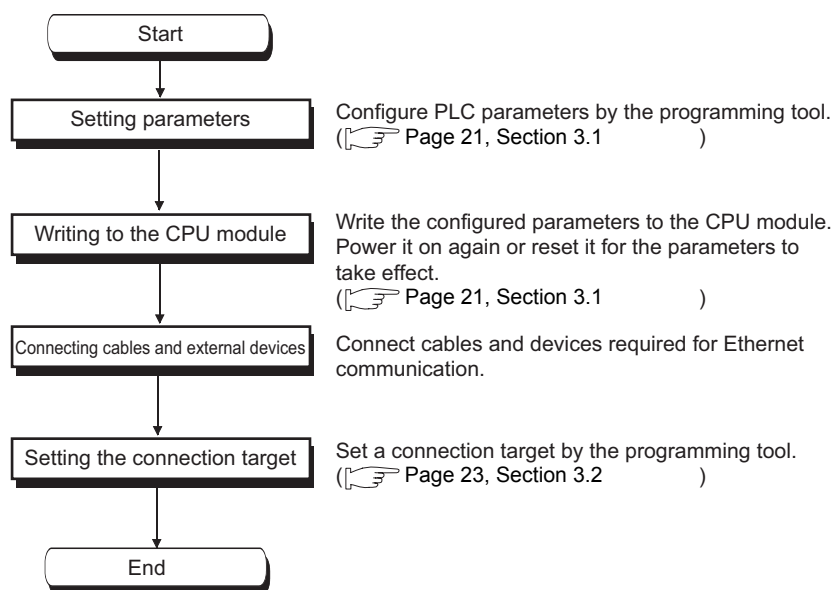 Start
Setting parameters
Configure PLC parameters by the programming tool.
( Page 21, Section 3.1 )
Writing to the CPU module
Write the configured parameters to the CPU module.
Power it on again or reset it for the parameters to
take effect.
( Page 21, Section 3.1 )
Connecting cables and external devices
Connect cables and devices required for Ethernet
communication.
Setting the connection target
Set a connection target by the programming tool.
( Page 23, Section 3.2 )
End